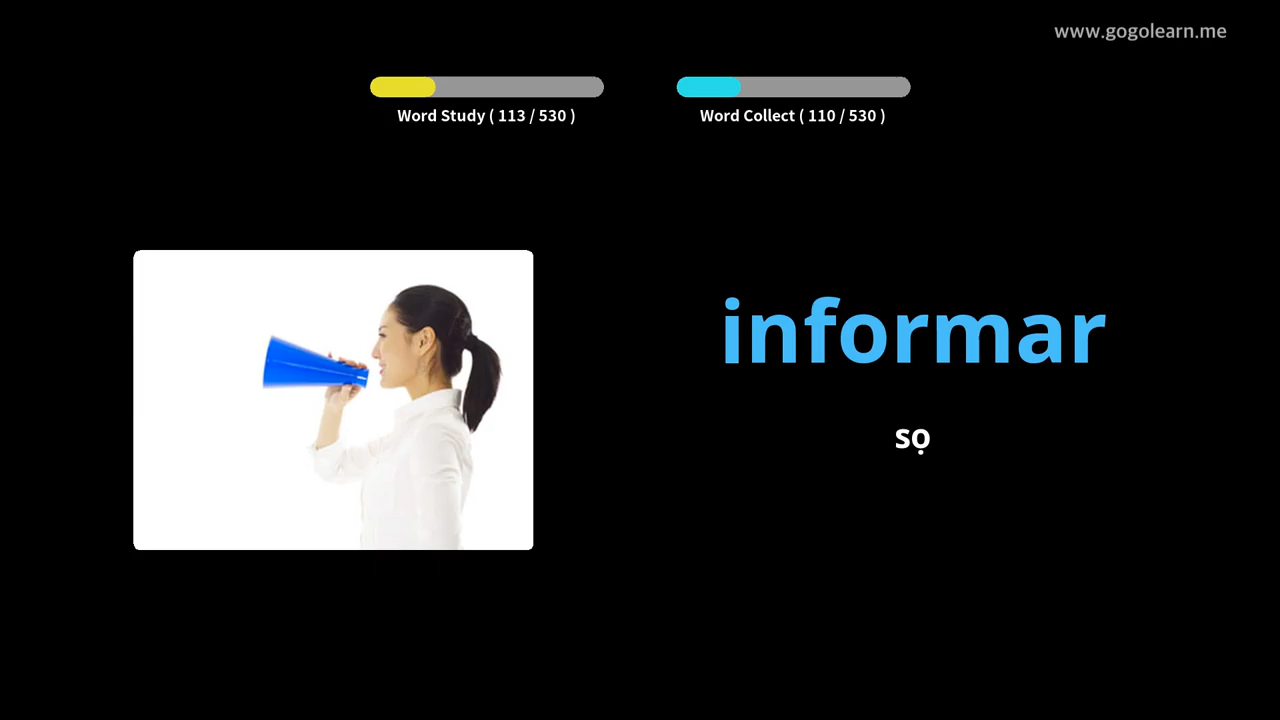 www.gogolearn.me
Word Study ( 113 / 530 )
Word Collect ( 110 / 530 )
informar
sọ